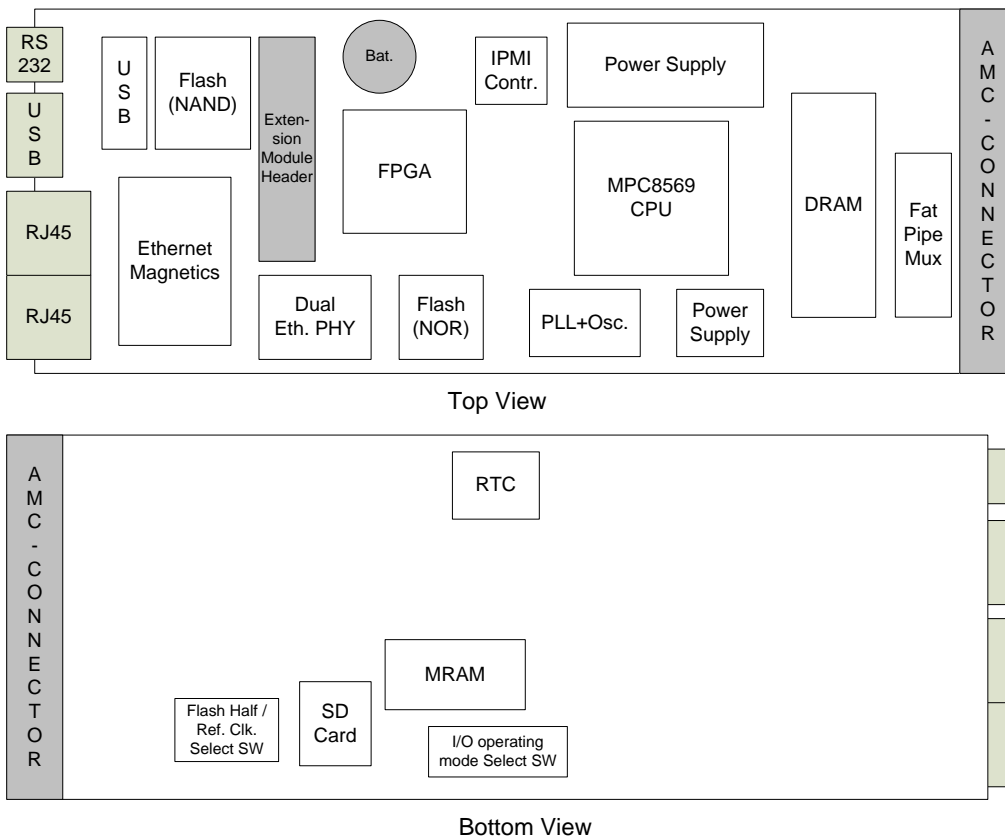 RS
232
U
S
B
RJ45
RJ45
U
S
B
Flash
(NAND)
Exten-
sion
Module
Header
Bat.
IPMI
Contr.
Power Supply
FPGA
MPC8569
CPU
DRAM
Fat
Pipe
Mux
Ethernet
Magnetics
Dual
Eth. PHY
Flash
(NOR)
PLL+Osc.
Power
Supply
A
M
C
-
C
O
N
N
E
C
T
O
R
Top View
A
M
C
-
C
O
N
N
E
C
T
O
R
RTC
MRAM
Flash Half /
Ref. Clk.
Select SW
SD
Card
I/O operating
mode Select SW
Bottom View